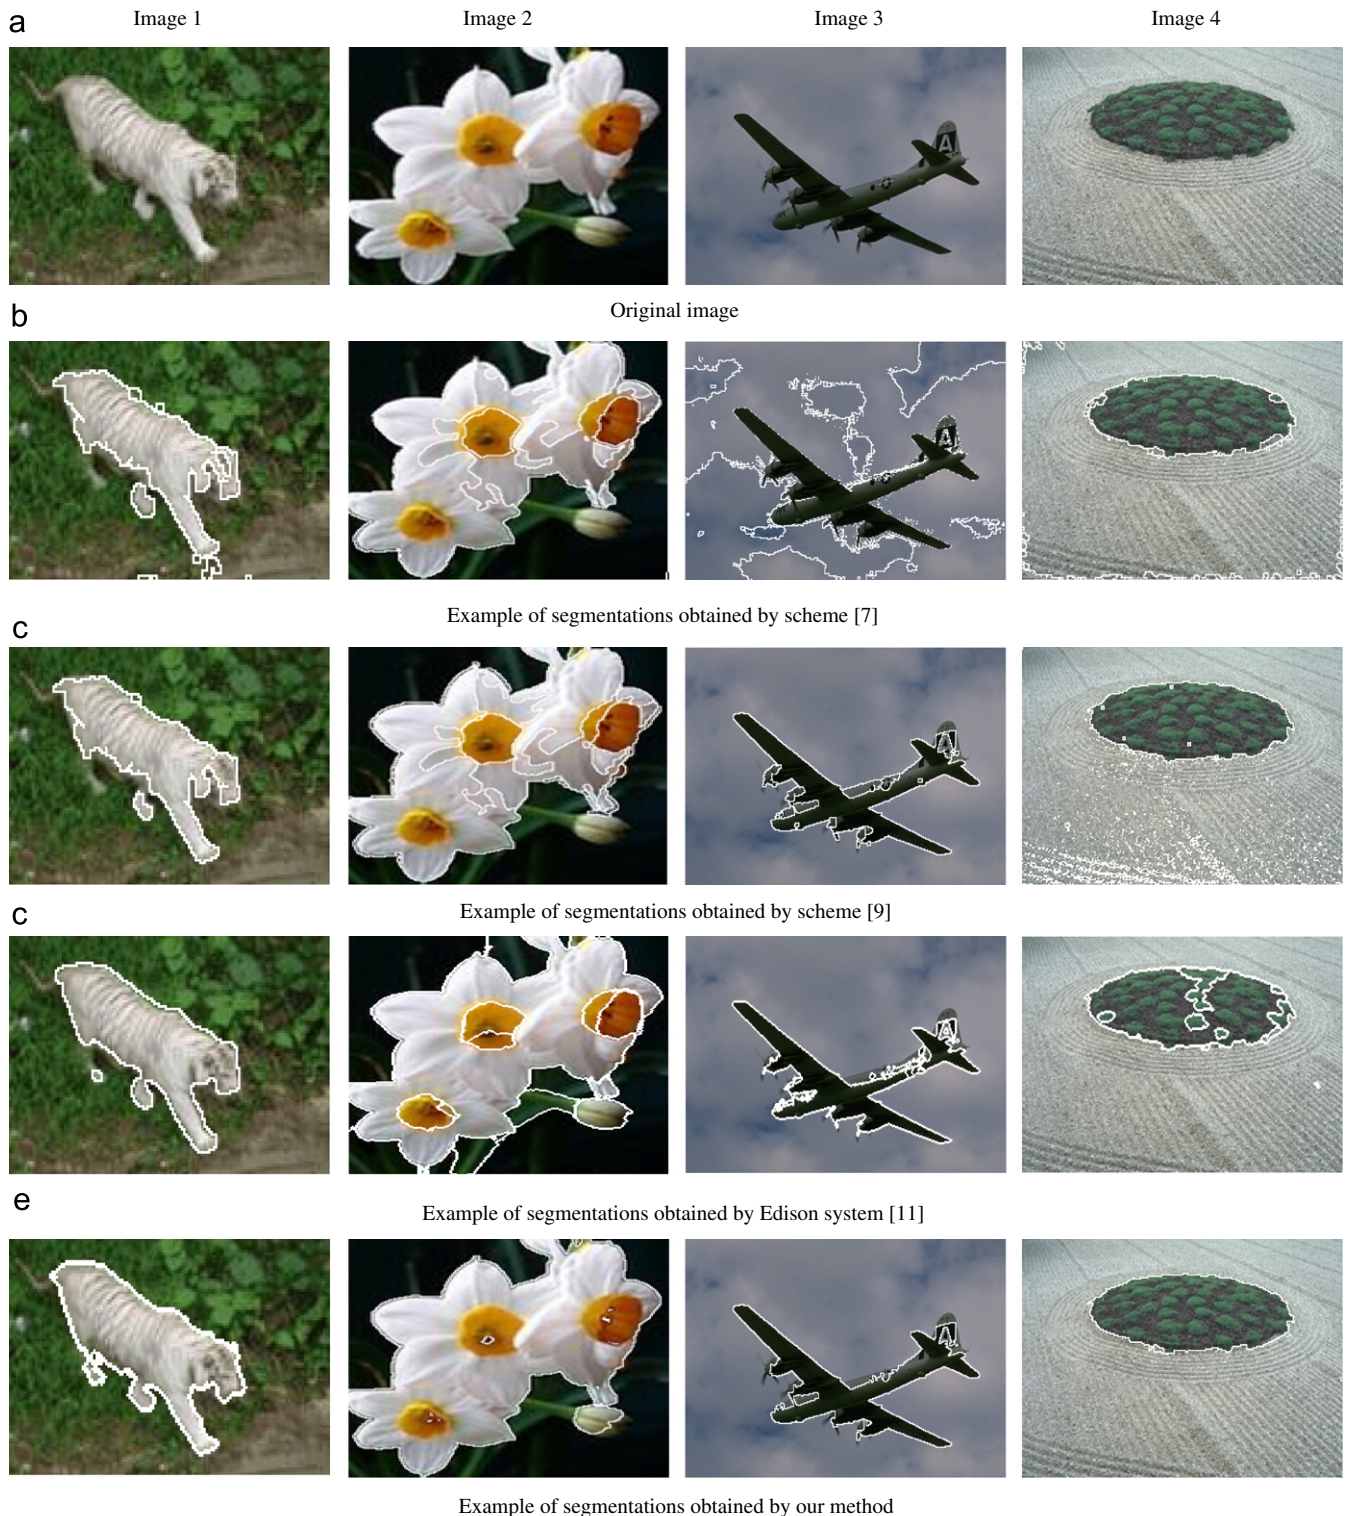 a
Image 1 Image 2 Image 3 Image 4
A
Original image
b
A
Example of segmentations obtained by scheme [7]
c
A
Example of segmentations obtained by scheme [9]
c
Example of segmentations obtained by Edison system [11]
e
A
Example of segmentations obtained by our method